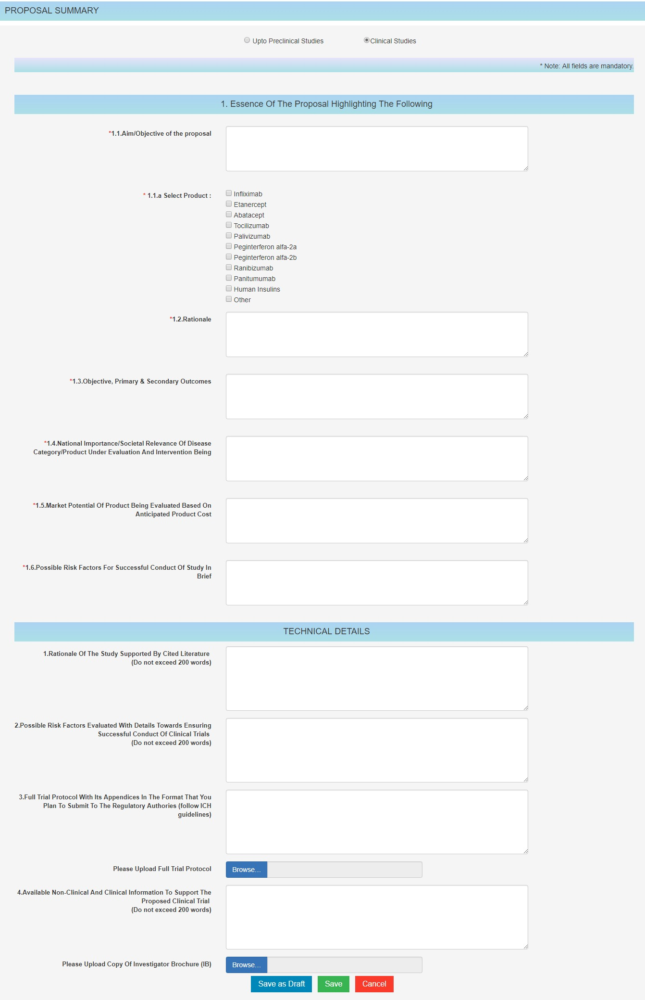 PROPOSAL SUMMARY
Upto Preclinical Studies
Clinical Studies
* Note: All fields are mandatory.
1. Essence Of The Proposal Highlighting The Following
*1.1.Aim/Objective of the proposal
* 1.1.a Select Product :
Infliximab
Etanercept
Abatacept
Tocilizumab
Palivizumab
Peginterferon alfa-2a
Peginterferon alfa-2b
Ranibizumab
Panitumumab
Human Insulins
Other
*1.2.Rationale
*1.3.Objective, Primary & Secondary Outcomes
*1.4.National Importance/Societal Relevance Of Disease
Category/Product Under Evaluation And Intervention Being
*1.5.Market Potential Of Product Being Evaluated Based On
Anticipated Product Cost
*1.6.Possible Risk Factors For Successful Conduct Of Study In
Brief
TECHNICAL DETAILS
1.Rationale Of The Study Supported By Cited Literature
(Do not exceed 200 words)
2.Possible Risk Factors Evaluated With Details Towards Ensuring
Successful Conduct Of Clinical Trials
(Do not exceed 200 words)
3.Full Trial Protocol With Its Appendices In The Format That You
Plan To Submit To The Regulatory Authories (follow ICH
guidelines)
Please Upload Full Trial Protocol
Browse...
4.Available Non-Clinical And Clinical Information To Support The
Proposed Clinical Trial
(Do not exceed 200 words)
Please Upload Copy Of Investigator Brochure (IB)
Browse...
Save as Draft
Save
Cancel